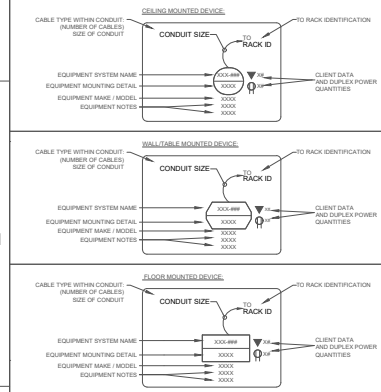 CEILING MOUNTED DEVICE:
CABLE TYPE WITHIN CONDUIT:
(NUMBER OF CABLES)
SIZE OF CONDUIT
CONDUIT SIZE
TO
RACK ID
TO RACK IDENTIFICATION
EQUIPMENT SYSTEM NAME
XXX-###
X#
EQUIPMENT MOUNTING DETAIL
XXXX
X#
CLIENT DATA
AND DUPLEX POWER
QUANTITIES
EQUIPMENT MAKE / MODEL
XXXX
EQUIPMENT NOTES
XXXX
XXXX
WALL/TABLE MOUNTED DEVICE:
CABLE TYPE WITHIN CONDUIT:
(NUMBER OF CABLES)
SIZE OF CONDUIT
CONDUIT SIZE
TO
RACK ID
TO RACK IDENTIFICATION
EQUIPMENT SYSTEM NAME
XXX-###
X#
EQUIPMENT MOUNTING DETAIL
XXXX
X#
CLIENT DATA
AND DUPLEX POWER
QUANTITIES
EQUIPMENT MAKE / MODEL
XXXX
EQUIPMENT NOTES
XXXX
XXXX
FLOOR MOUNTED DEVICE:
CABLE TYPE WITHIN CONDUIT:
(NUMBER OF CABLES)
SIZE OF CONDUIT
CONDUIT SIZE
TO
RACK ID
TO RACK IDENTIFICATION
EQUIPMENT SYSTEM NAME
XXX-###
X#
EQUIPMENT MOUNTING DETAIL
XXXX
X#
CLIENT DATA
AND DUPLEX POWER
QUANTITIES
EQUIPMENT MAKE / MODEL
XXXX
EQUIPMENT NOTES
XXXX
XXXX